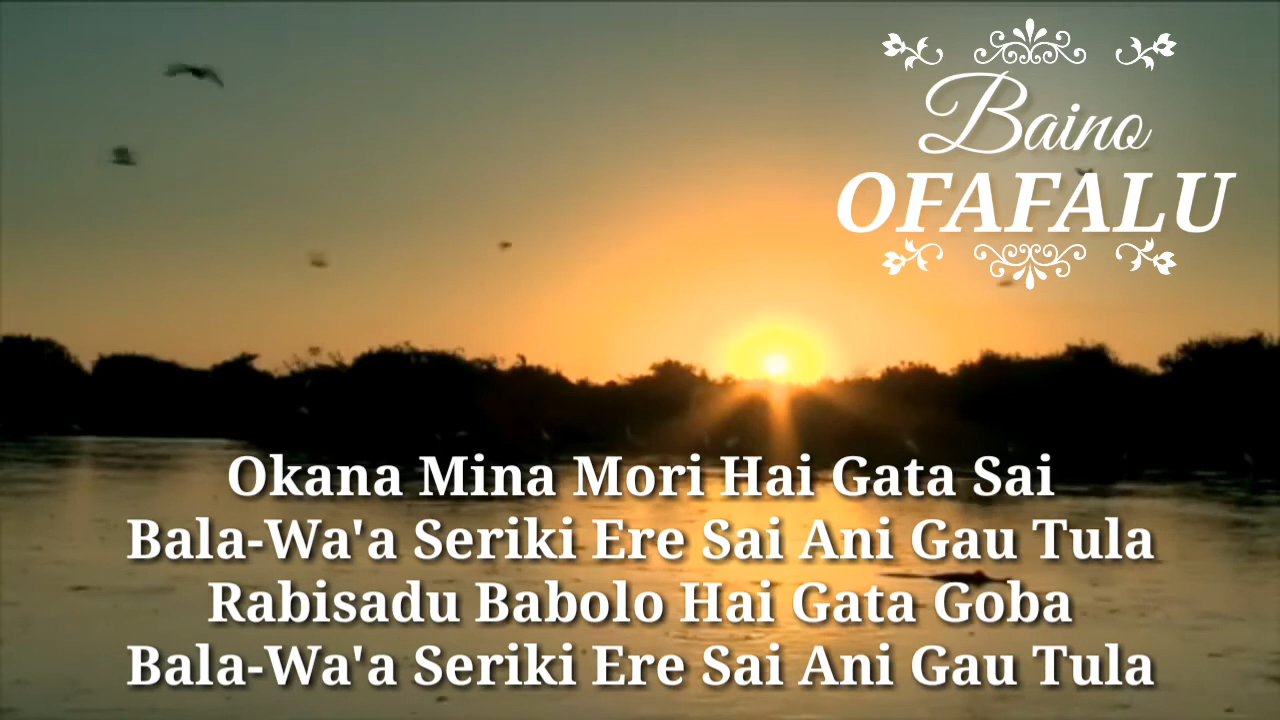 Baino
OFAFALU
Okana Mina Mori Hai Gata Sai
Bala-Wa'a Seriki Ere Sai Ani Gau Tula
Rabisadu Babolo Hai Gata Goba
Bala-Wa'a Seriki Ere Sai Ani Gau Tula